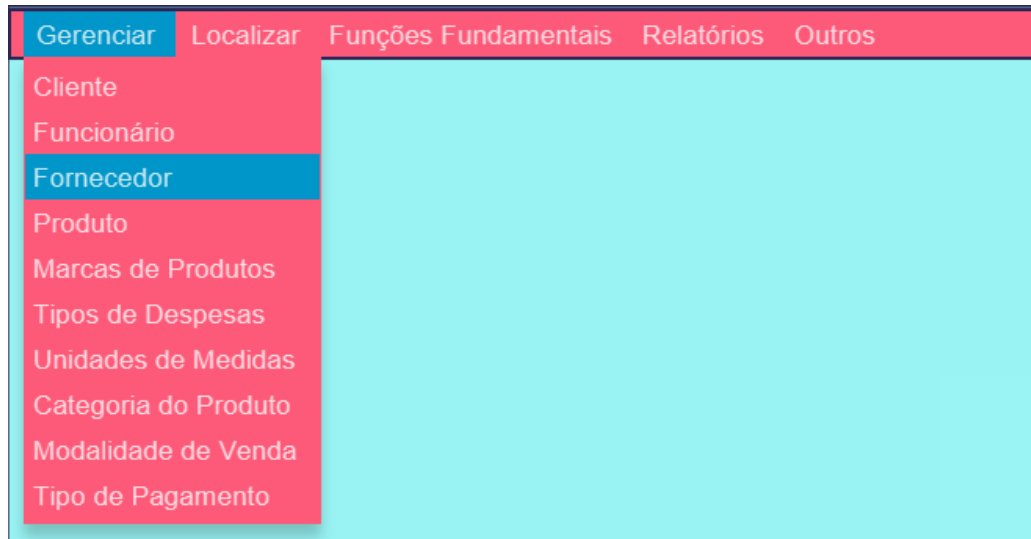 Gerenciar Localizar Funções Fundamentais Relatórios Outros
Cliente
Funcionário
Fornecedor
Produto
Marcas de Produtos
Tipos de Despesas
Unidades de Medidas
Categoria do Produto
Modalidade de Venda
Tipo de Pagamento